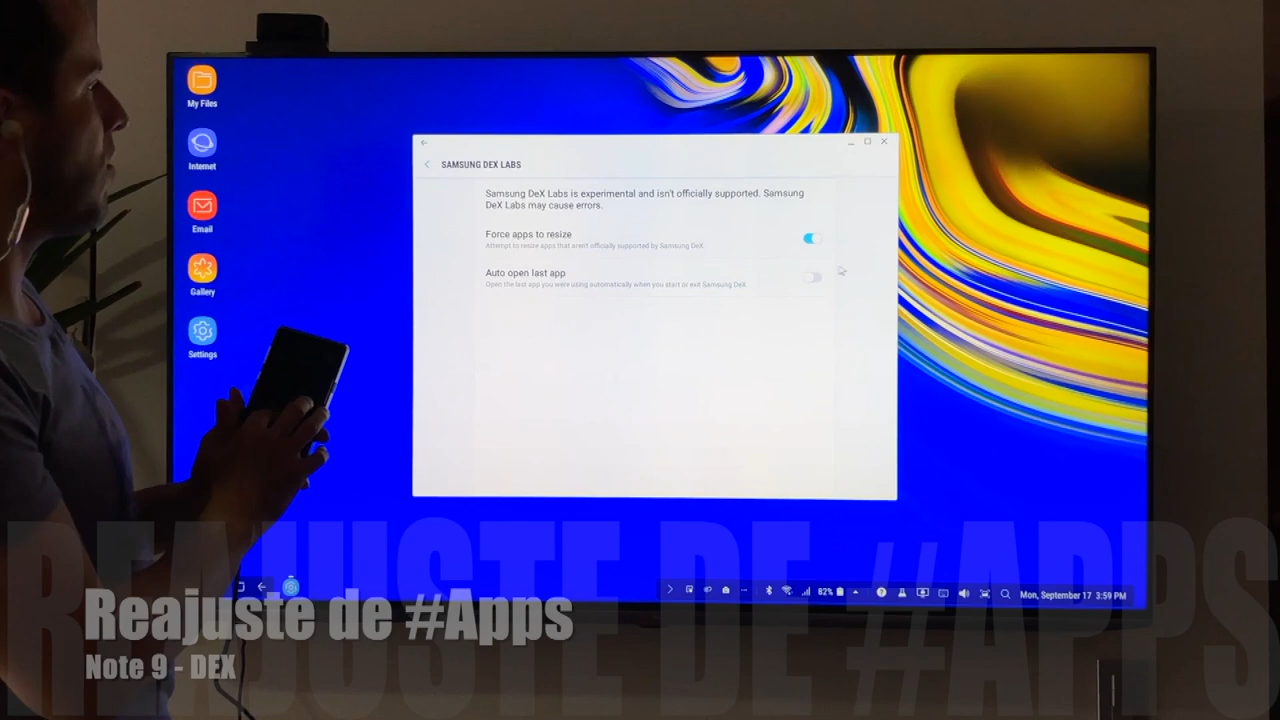 My Files
Internet
Email
Gallery
Settings
SAMSUNG DEX LABS
Samsung DeX Labs is experimental and isn't officially supported. Samsung
DeX Labs may cause errors.
Force apps to resize
Attempt to resize apps that aren't officially supported by Samsung DeX
Auto open last app
Open the last app you were using automatically when you start or exit Samsung DeX.
82%
Mon, September 17 3:59 PM
REAJUSTE DE #APPS
Reajuste de #Apps
Note 9 - DEX